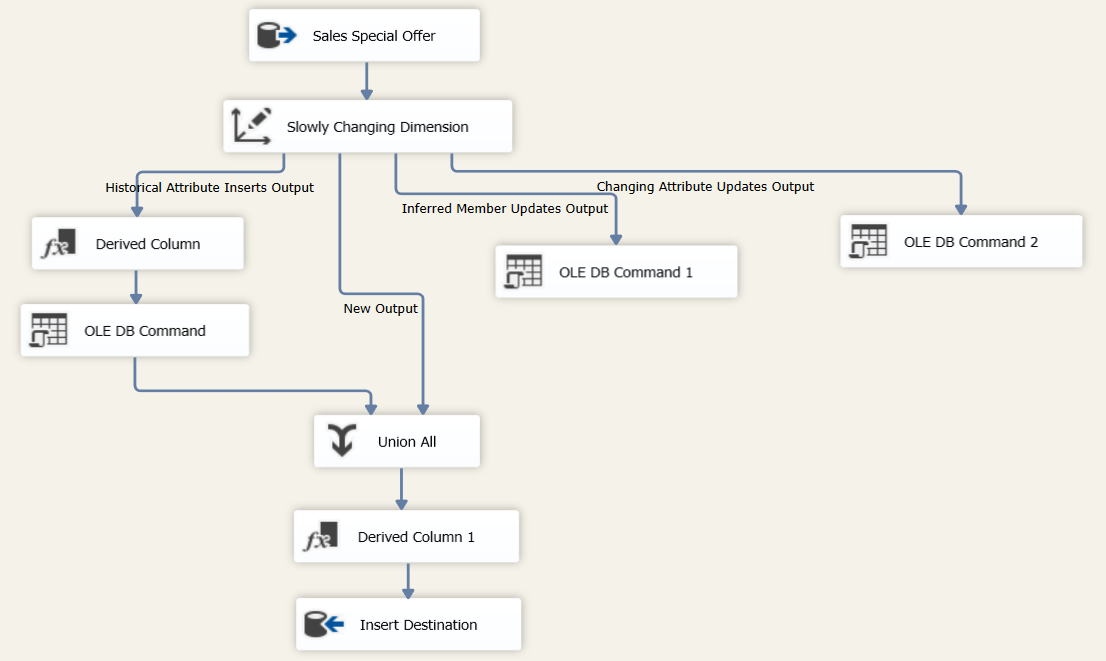 Sales Special Offer
Slowly Changing Dimension
Historical Attribute Inserts Output
Changing Attribute Updates Output
Inferred Member Updates Output
Derived Column
OLE DB Command 2
OLE DB Command 1
New Output
OLE DB Command
Union All
Derived Column 1
Insert Destination